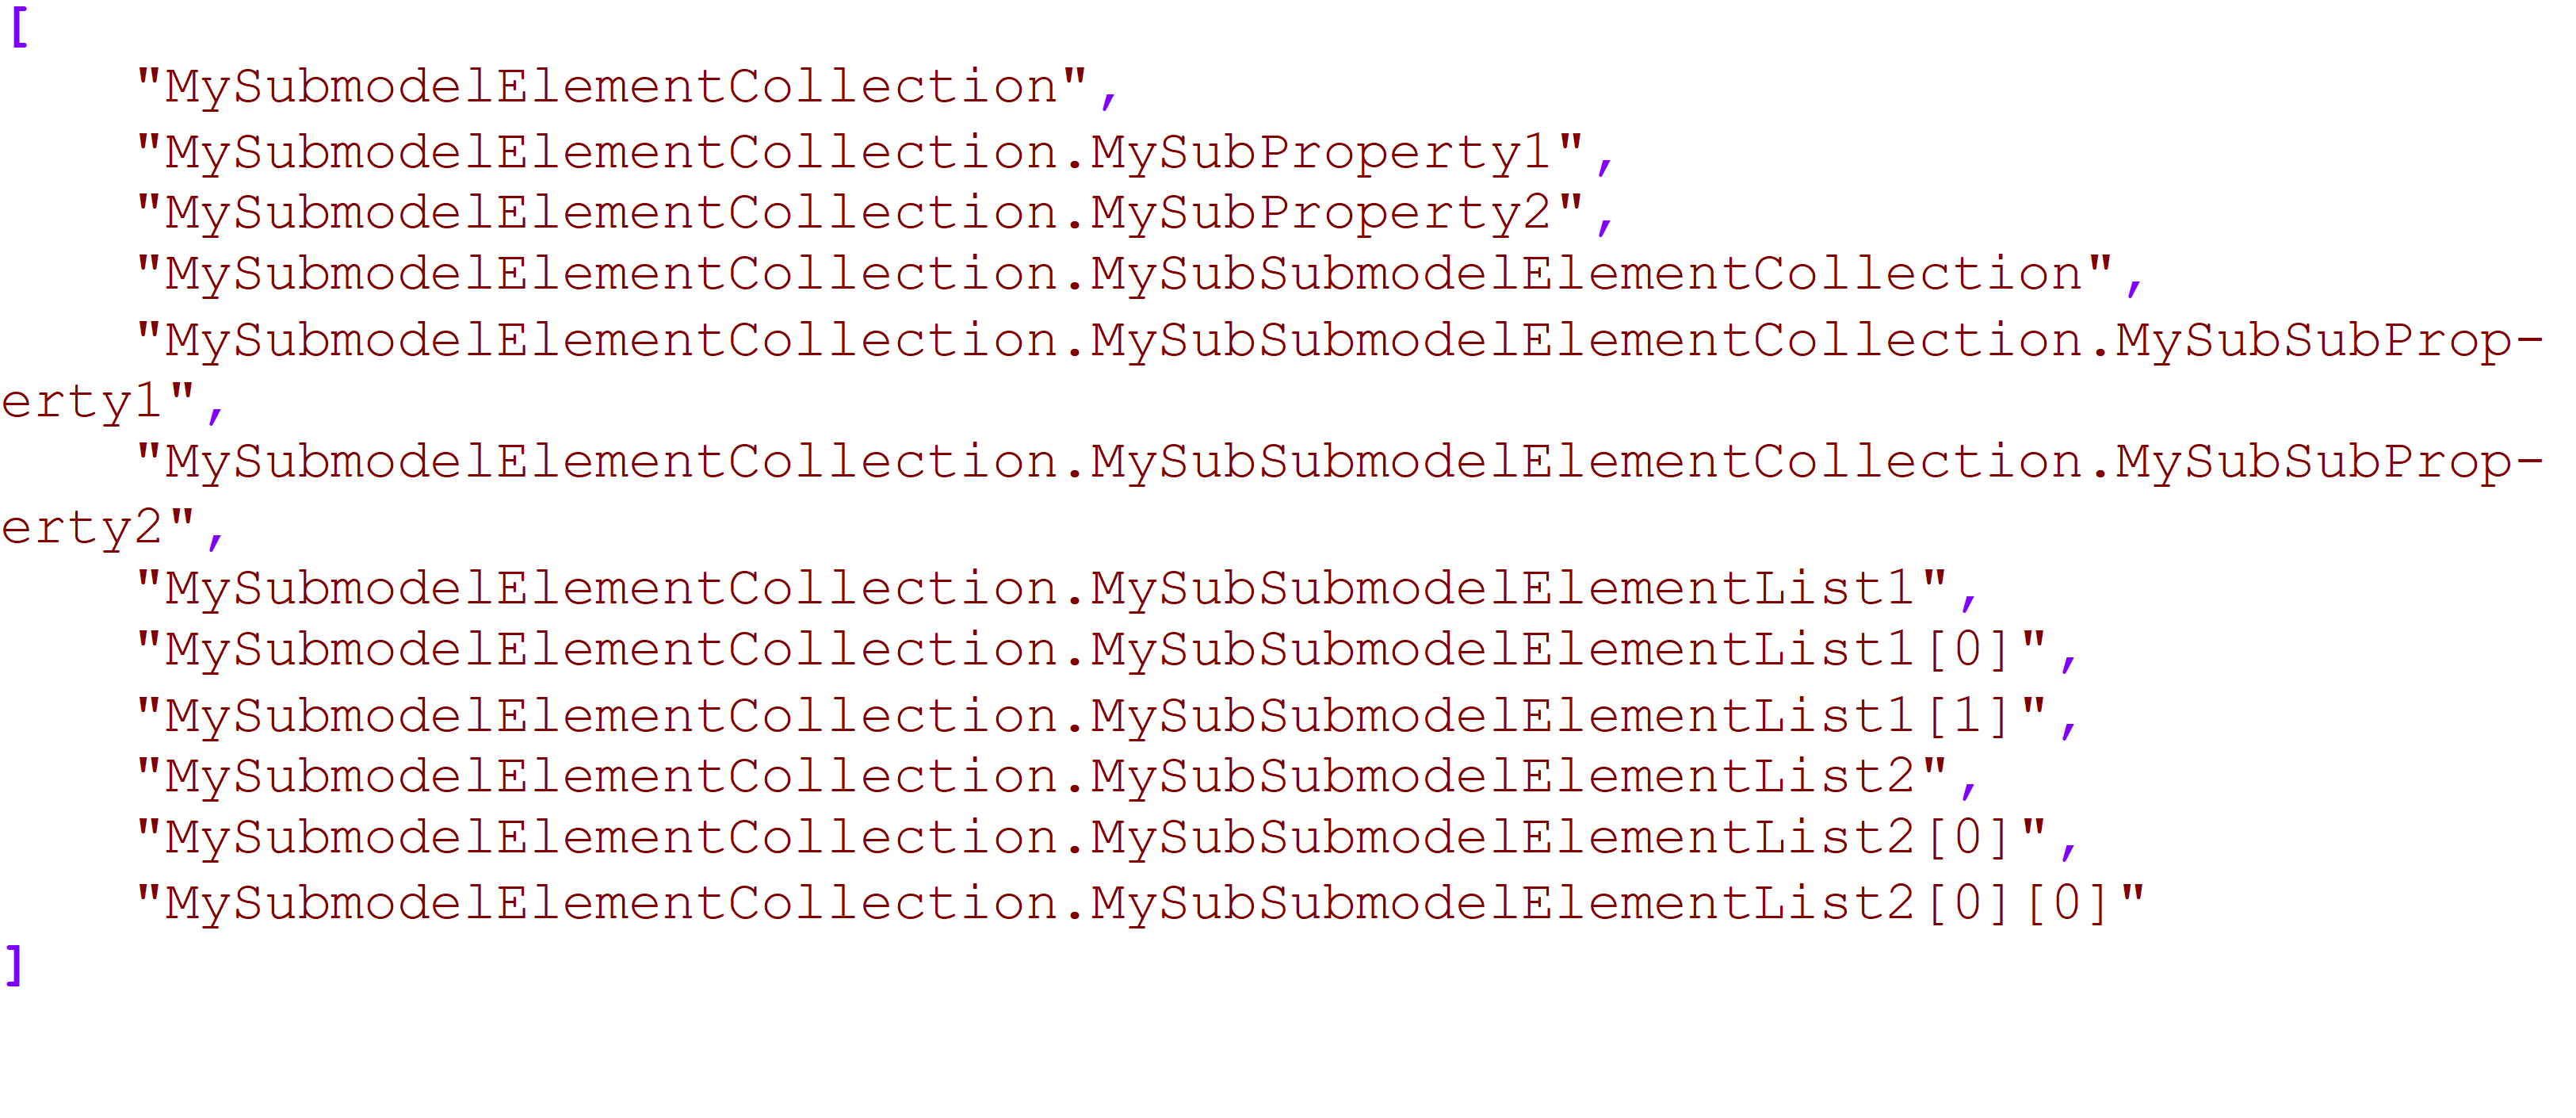 [
"MySubmodelElementCollection",
"MySubmodelElementCollection.MySubProperty1",
"MySubmodelElementCollection.MySubProperty2",
"MySubmodelElementCollection.MySubSubmodelElementCollection",
"MySubmodelElementCollection.MySubSubmodelElementCollection.MySubSubProp-
erty1",
"MySubmodelElementCollection.MySubSubmodelElementCollection.MySubSubProp-
erty2",
"MySubmodelElementCollection.MySubSubmodelElementList1",
"MySubmodelElementCollection.MySubSubmodelElementList1[0]",
"MySubmodelElementCollection.MySubSubmodelElementList1[1]",
"MySubmodelElementCollection.MySubSubmodelElementList2",
"MySubmodelElementCollection.MySubSubmodelElementList2[0]",
"MySubmodelElementCollection.MySubSubmodelElementList2[0][0]"
]